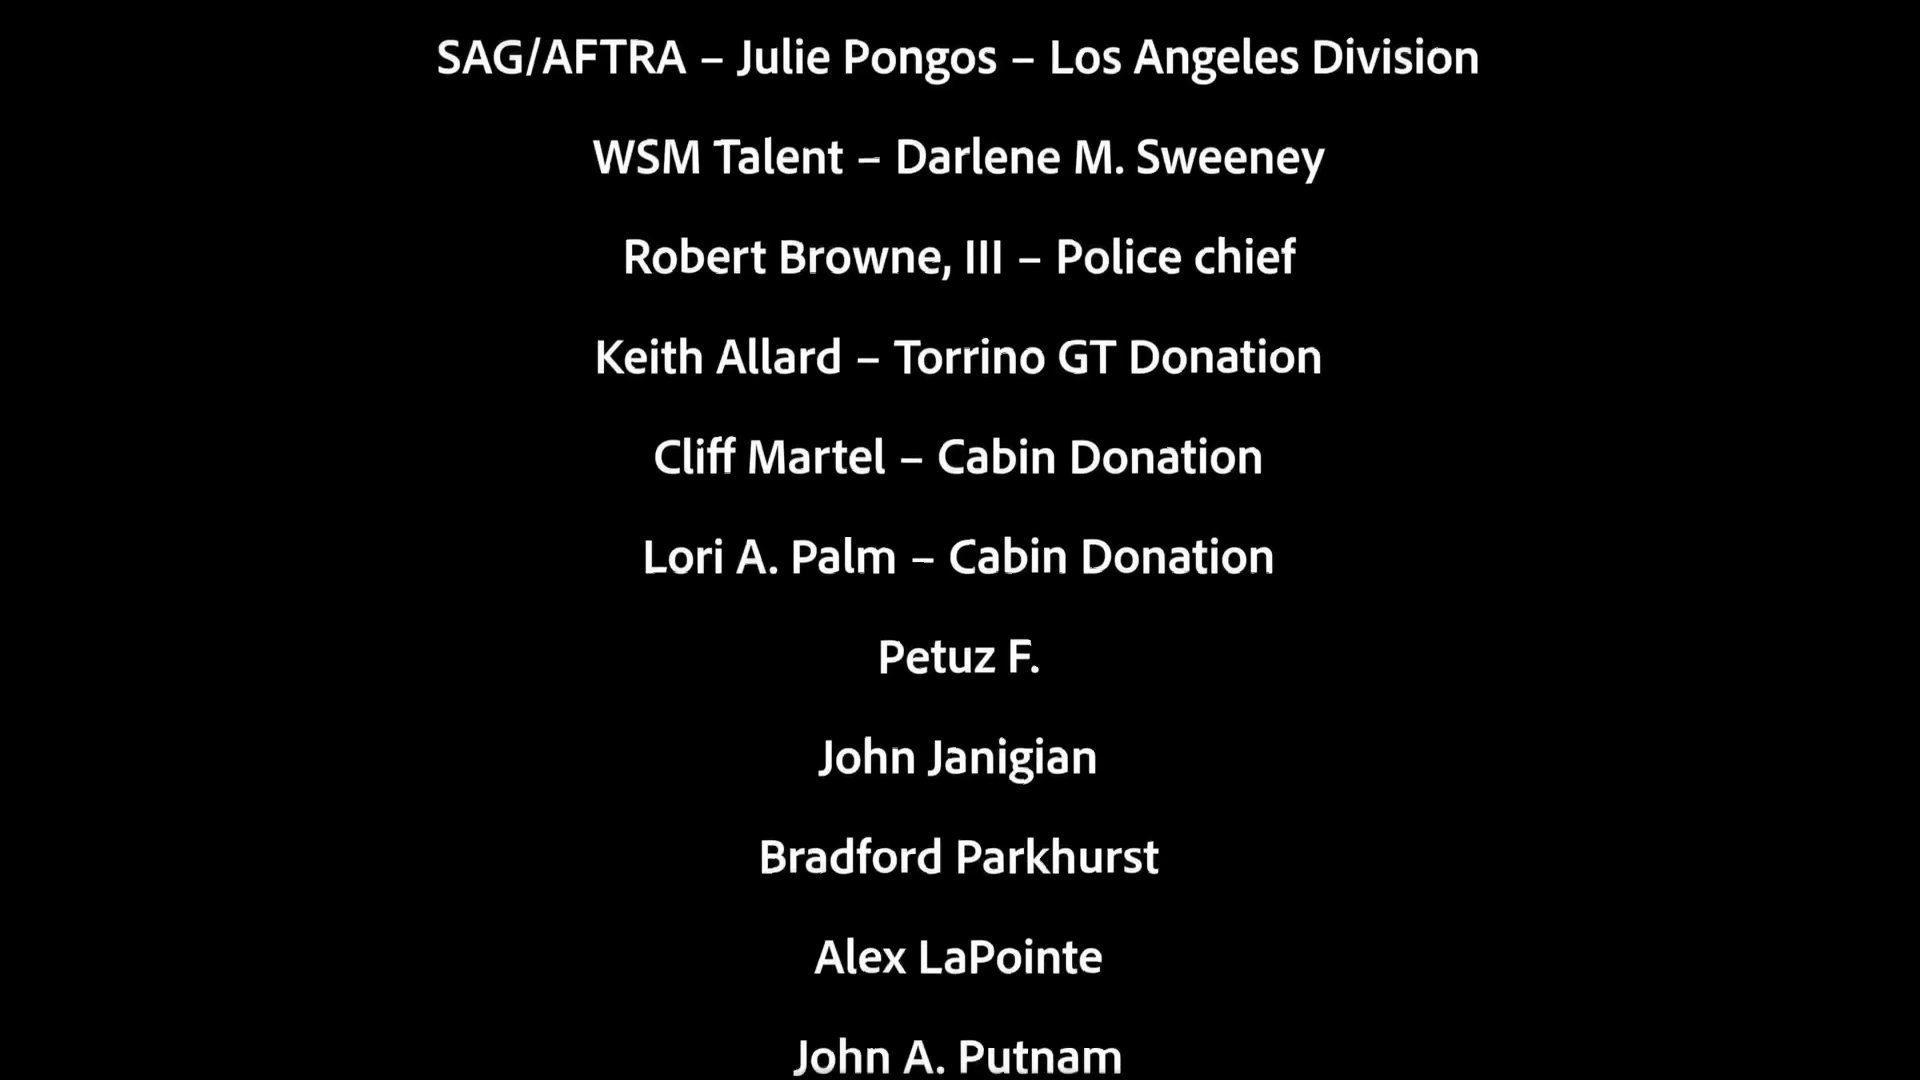 SAG/AFTRA – Julie Pongos – Los Angeles Division
WSM Talent – Darlene M. Sweeney
Robert Browne, III – Police chief
Keith Allard – Torrino GT Donation
Cliff Martel – Cabin Donation
Lori A. Palm – Cabin Donation
Petuz F.
John Janigian
Bradford Parkhurst
Alex LaPointe
John A. Putnam